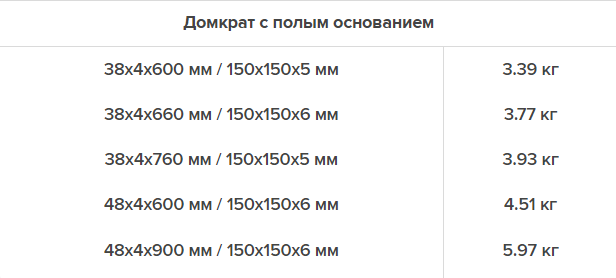 Домкрат с полым основанием
38х4х600 мм / 150х150х5 мм 3.39 кг
38х4х660 мм / 150х150х6 мм 3.77 кг
38х4х760 мм / 150х150х5 мм 3.93 кг
48х4х600 мм / 150х150х6 мм 4.51 кг
48х4х900 мм / 150х150х6 мм 5.97 кг